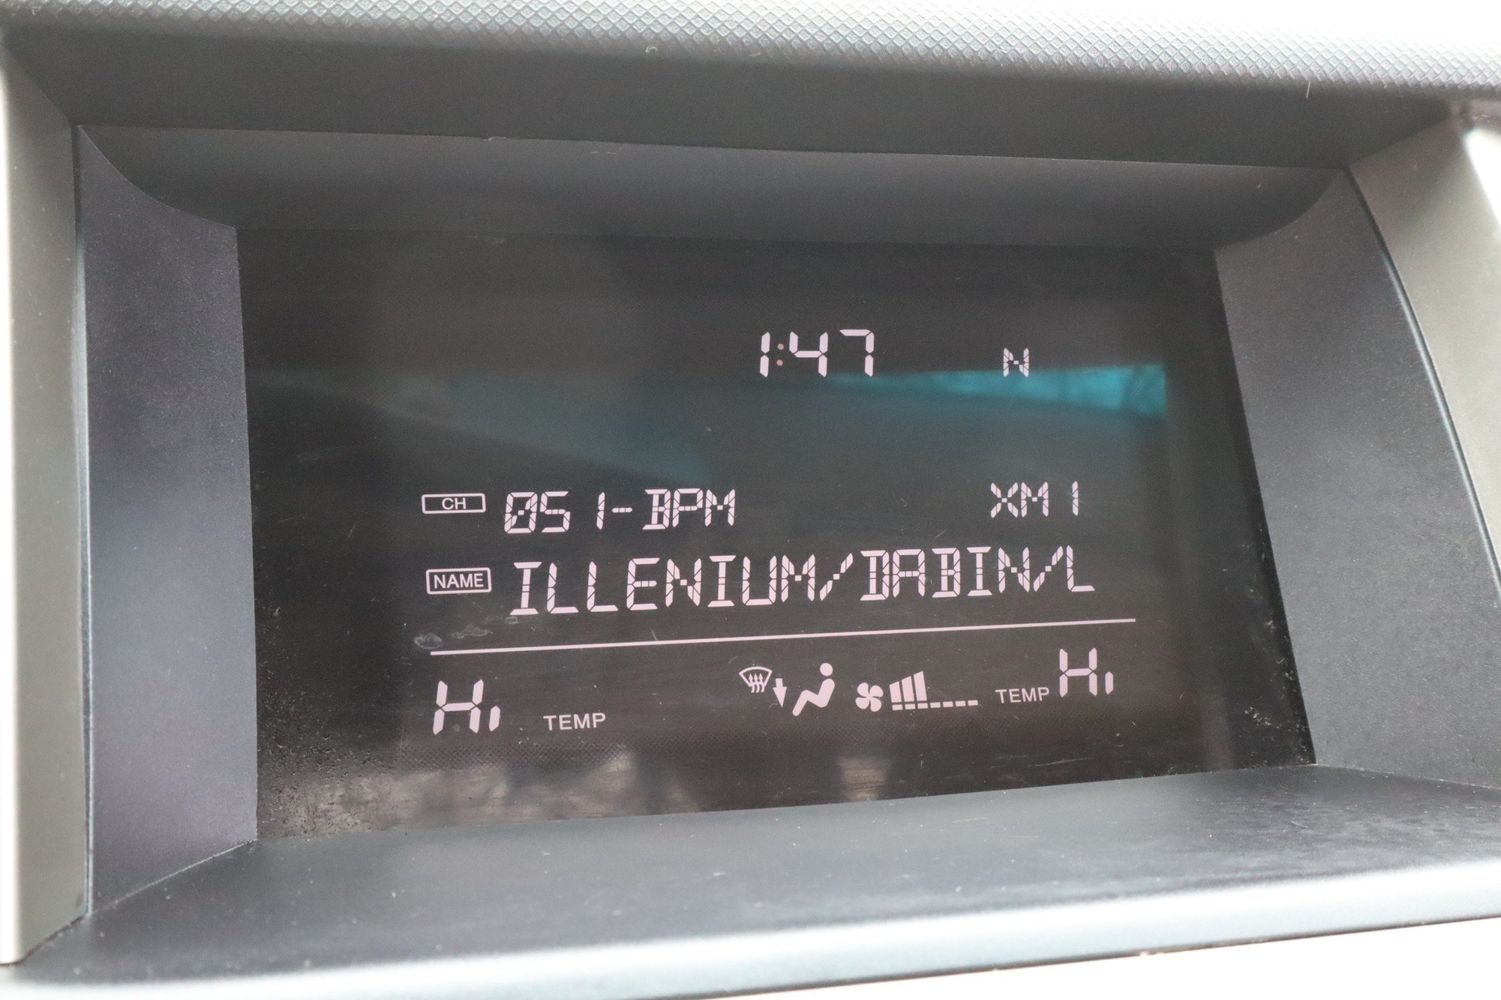 1:47 N
CH 051-BPM XM1
NAME ILLENIUM/DABIN/L
Hi TEMP TEMP Hi